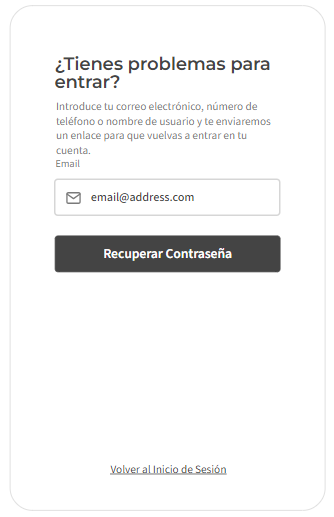 ¿Tienes problemas para
entrar?
Introduce tu correo electrónico, número de
teléfono o nombre de usuario y te enviaremos
un enlace para que vuelvas a entrar en tu
cuenta.
Email
email@address.com
Recuperar Contraseña
Volver al Inicio de Sesión